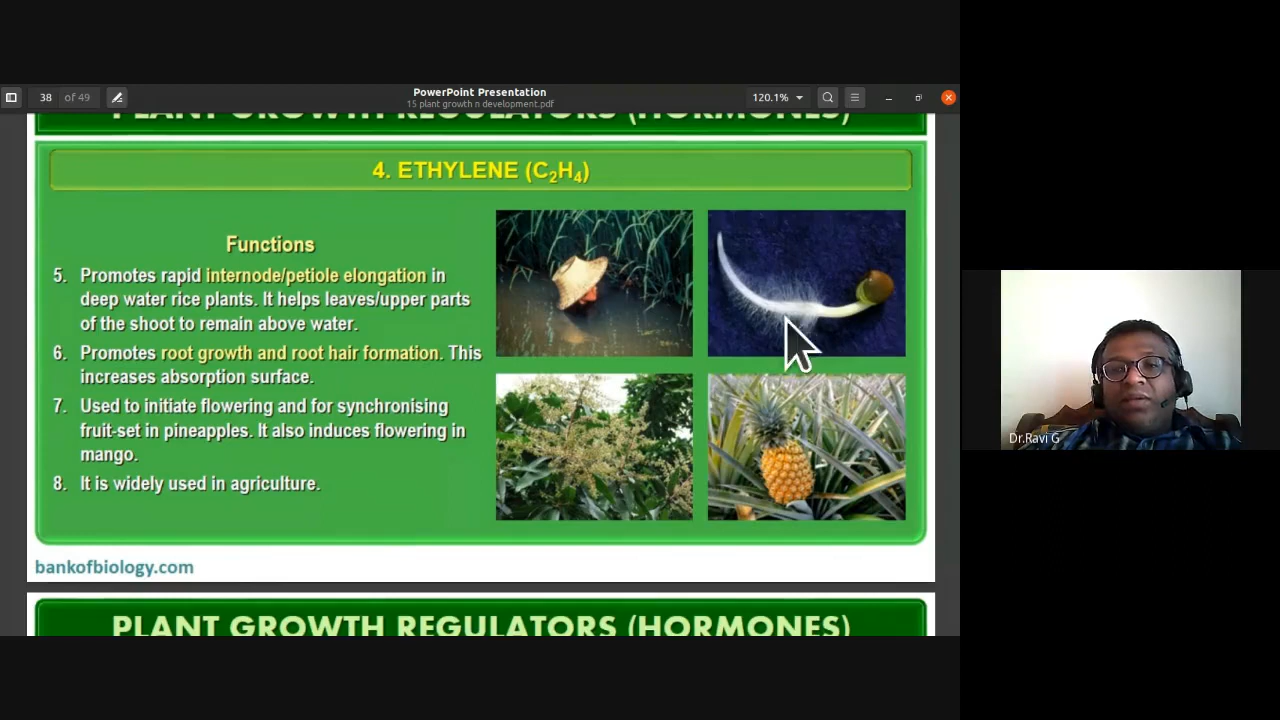 PowerPoint Presentation
38 of 49
15 plant growth n development.pdf
120.1%
PLANT GROWTH REGULATORS (HORMONES)
4. ETHYLENE (C₂H₄)
Functions
5. Promotes rapid internode/petiole elongation in
deep water rice plants. It helps leaves/upper parts
of the shoot to remain above water.
6. Promotes root growth and root hair formation. This
increases absorption surface.
7. Used to initiate flowering and for synchronising
fruit-set in pineapples. It also induces flowering in
mango.
8. It is widely used in agriculture.
Dr.Ravi G
bankofbiology.com
PLANT GROWTH REGULATORS (HORMONES)